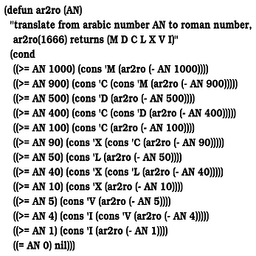 (defun ar2ro (AN)
"translate from arabic number AN to roman number,
ar2ro(1666) returns (M D C L X V I)"
(cond
((>= AN 1000) (cons 'M (ar2ro (- AN 1000))))
((>= AN 900) (cons 'C (cons 'M (ar2ro (- AN 900)))))
((>= AN 500) (cons 'D (ar2ro (- AN 500))))
((>= AN 400) (cons 'C (cons 'D (ar2ro (- AN 400)))))
((>= AN 100) (cons 'C (ar2ro (- AN 100))))
((>= AN 90) (cons 'X (cons 'C (ar2ro (- AN 90)))))
((>= AN 50) (cons 'L (ar2ro (- AN 50))))
((>= AN 40) (cons 'X (cons 'L (ar2ro (- AN 40)))))
((>= AN 10) (cons 'X (ar2ro (- AN 10))))
((>= AN 5) (cons 'V (ar2ro (- AN 5))))
((>= AN 4) (cons 'I (cons 'V (ar2ro (- AN 4)))))
((>= AN 1) (cons 'I (ar2ro (- AN 1))))
((= AN 0) nil)))